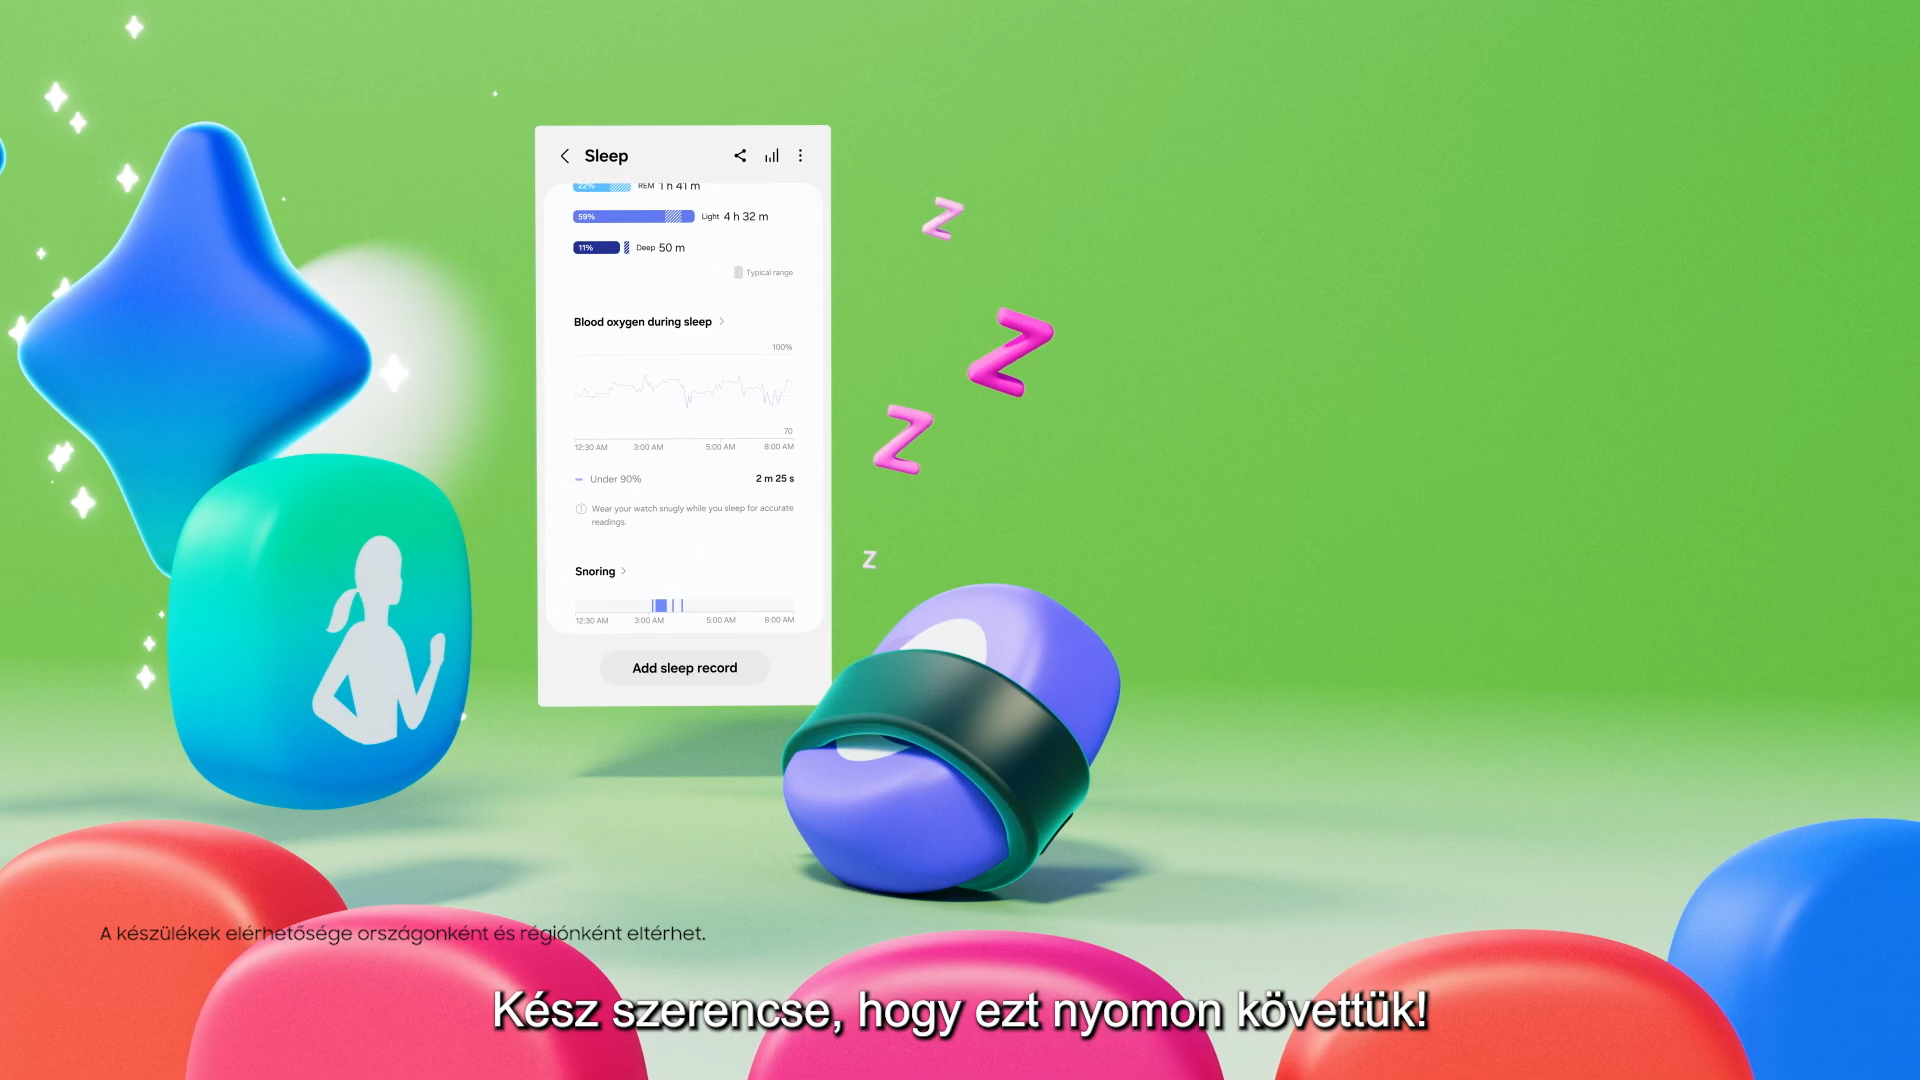 Sleep
22% REM 1 h 41 m
59% Light 4 h 32 m
11% Deep 50 m
Typical range
Blood oxygen during sleep
100%
70
12:30 AM 3:00 AM 5:00 AM 8:00 AM
Under 90% 2 m 25 s
Wear your watch snugly while you sleep for accurate
readings.
Snoring
12:30 AM 3:00 AM 5:00 AM 8:00 AM
Add sleep record
Z
Z
Z
Z
A készülékek elérhetősége országonként és régiónként eltérhet.
Kész szerencse, hogy ezt nyomon követtük!